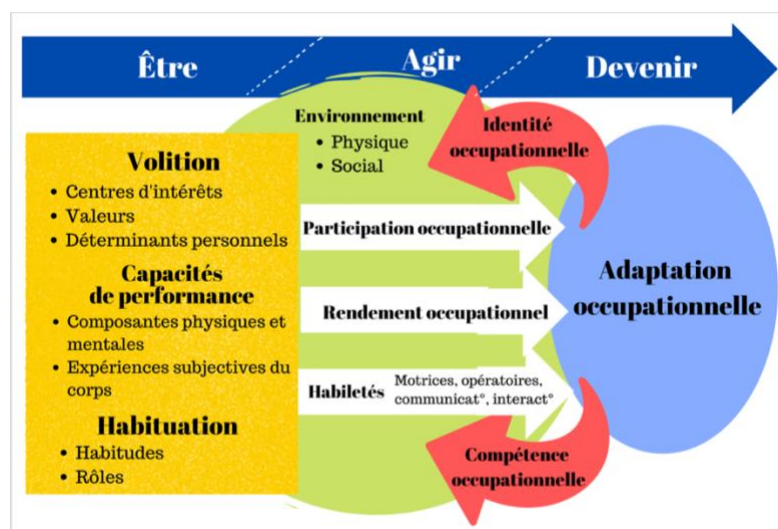 Être
Agir
Devenir
Volition
• Centres d'intérêts
• Valeurs
• Déterminants personnels
Capacités
de performance
• Composantes physiques et
mentales
• Expériences subjectives du
corps
Habituation
• Habitudes
• Rôles
Environnement
• Physique
• Social
Participation occupationnelle
Rendement occupationnel
Habiletés
Motrices, opératoires,
communicat°, interact°
Identité
occupationnelle
Compétence
occupationnelle
Adaptation
occupationnelle